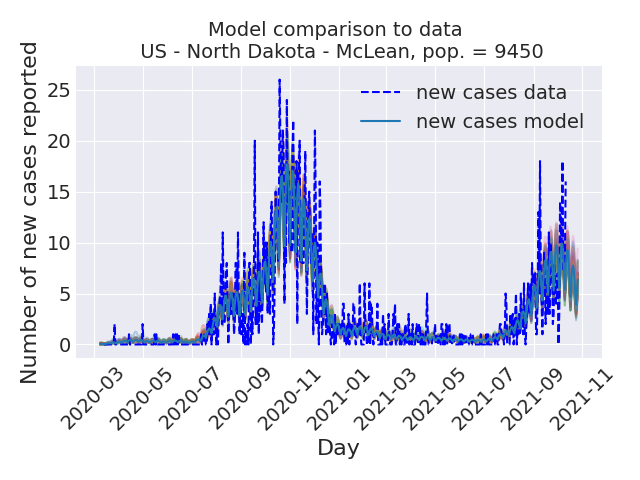 Model comparison to data
US - North Dakota - McLean, pop. = 9450
Number of new cases reported
25
20
15
10
5
0
new cases data
new cases model
2020-03
2020-05
2020-07
2020-09
2020-11
2021-01
2021-03
2021-05
2021-07
2021-09
2021-11
Day